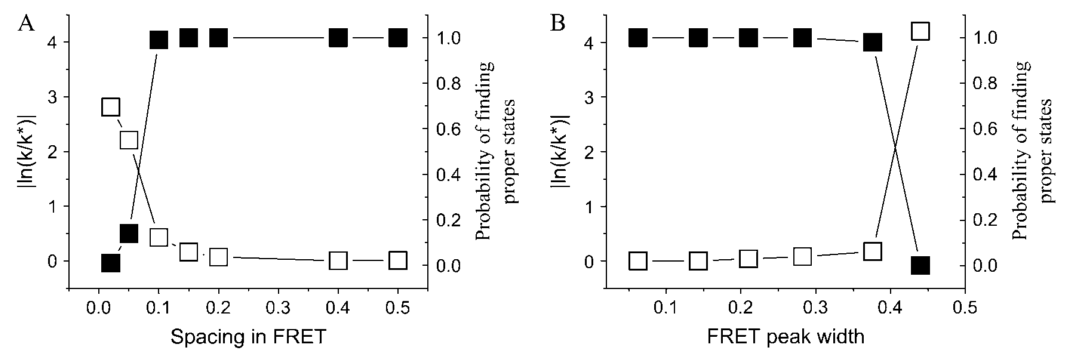 A
|ln(k/k*)|
4
3
2
1
0
0.0 0.1 0.2 0.3 0.4 0.5
Spacing in FRET
1.0
0.8
0.6
0.4
0.2
0.0
Probability of finding
proper states
B
|ln(k/k*)|
4
3
2
1
0
0.1 0.2 0.3 0.4 0.5
FRET peak width
1.0
0.8
0.6
0.4
0.2
0.0
Probability of finding
proper states